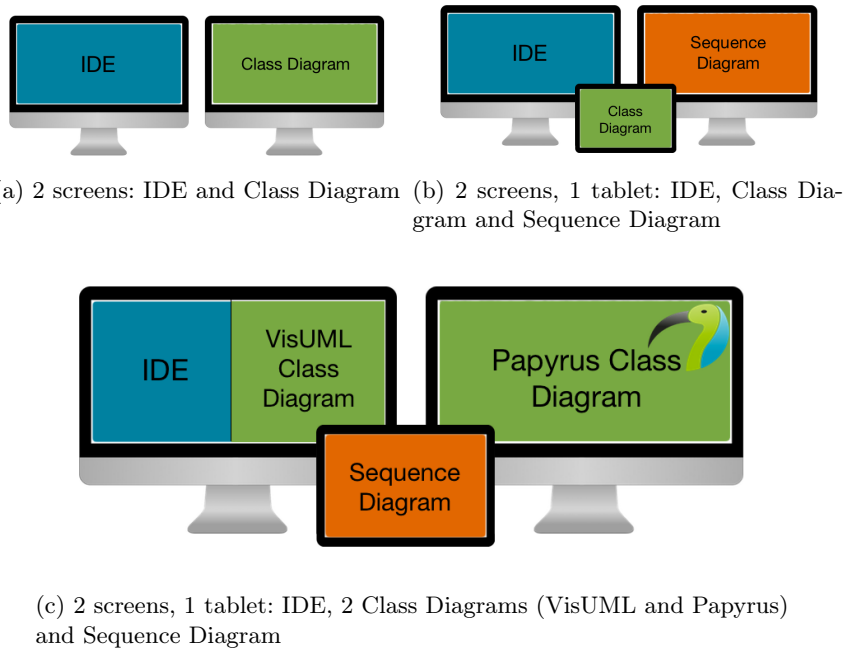 IDE
Class Diagram
IDE
Sequence
Diagram
Class
Diagram
a) 2 screens: IDE and Class Diagram
(b) 2 screens, 1 tablet: IDE, Class Dia-
gram and Sequence Diagram
IDE
VisUML
Class
Diagram
Papyrus Class
Diagram
Sequence
Diagram
(c) 2 screens, 1 tablet: IDE, 2 Class Diagrams (VisUML and Papyrus)
and Sequence Diagram